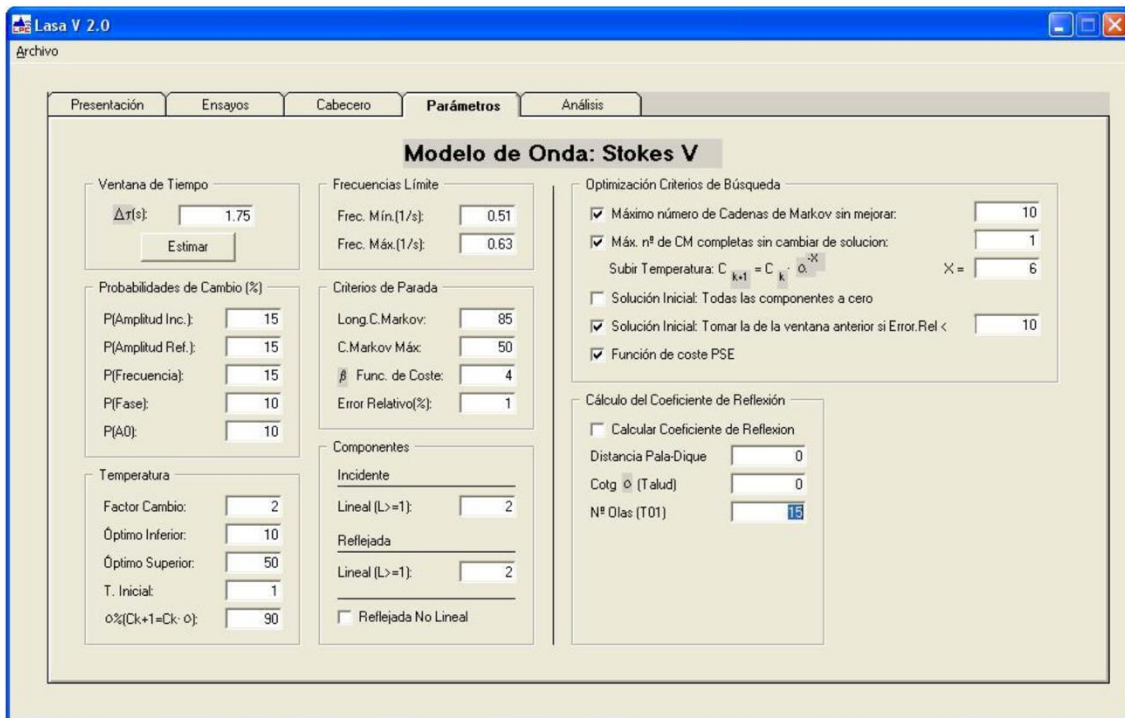 Lasa V 2.0
Archivo
Presentación Ensayos Cabecero Parámetros Análisis
Modelo de Onda: Stokes V
Ventana de Tiempo
Δτ(s): 1.75
Estimar
Probabilidades de Cambio (%)
P(Amplitud Inc.): 15
P(Amplitud Ref.): 15
P(Frecuencia): 15
P(Fase): 10
P(A0): 10
Temperatura
Factor Cambio: 2
Óptimo Inferior: 10
Óptimo Superior: 50
T. Inicial: 1
α%(Ck+1=Ck·α): 90
Frecuencias Límite
Frec. Mín.(1/s): 0.51
Frec. Máx.(1/s): 0.63
Criterios de Parada
Long.C.Markov: 85
C.Markov Máx: 50
β Func. de Coste: 4
Error Relativo(%): 1
Componentes
Incidente
Lineal (L>=1): 2
Reflejada
Lineal (L>=1): 2
Reflejada No Lineal
Optimización Criterios de Búsqueda
Máximo número de Cadenas de Markov sin mejorar: 10
Máx. nº de CM completas sin cambiar de solucion: 1
Subir Temperatura: C k+1 = C k · α -X X = 6
Solución Inicial: Todas las componentes a cero
Solución Inicial: Tomar la de la ventana anterior si Error.Rel < 10
Función de coste PSE
Cálculo del Coeficiente de Reflexión
Calcular Coeficiente de Reflexion
Distancia Pala-Dique 0
Cotg α (Talud) 0
Nº Olas (T01) 15